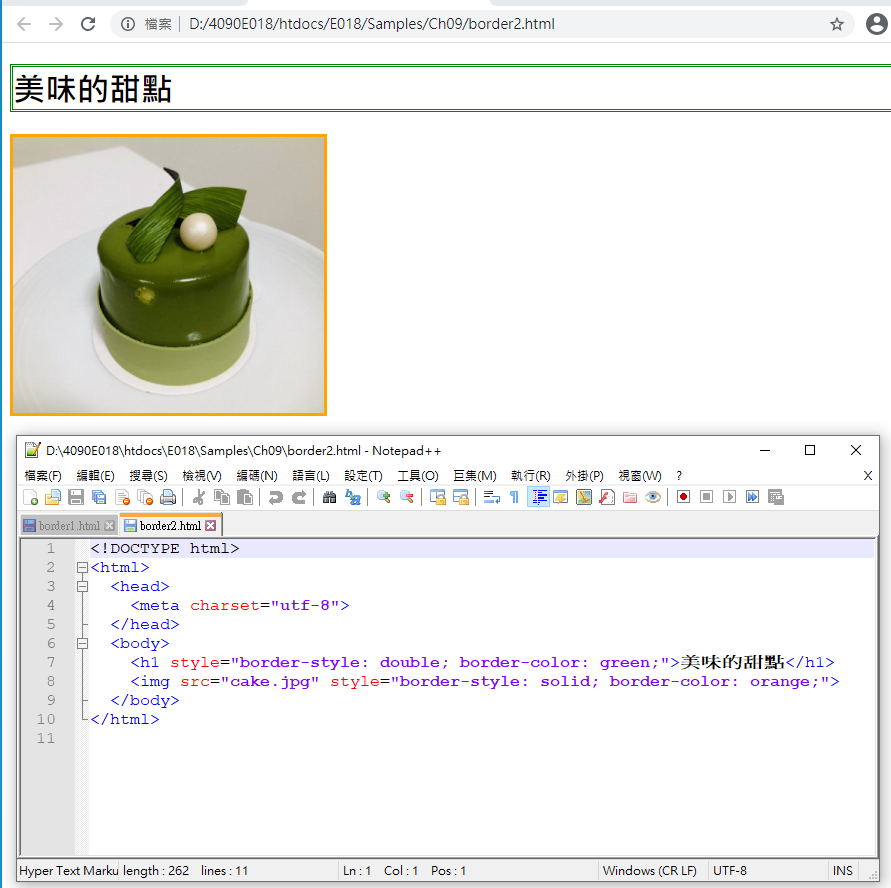 檔案 | D:/4090E018/htdocs/E018/Samples/Ch09/border2.html
美味的甜點
D:\4090E018\htdocs\E018\Samples\Ch09\border2.html - Notepad++
檔案(F) 編輯(E) 搜尋(S) 檢視(V) 編碼(N) 語言(L) 設定(T) 工具(O) 巨集(M) 執行(R) 外掛(P) 視窗(W) ? X
border1.html border2.html
1 <!DOCTYPE html>
2 <html>
3 <head>
4 <meta charset="utf-8">
5 </head>
6 <body>
7 <h1 style="border-style: double; border-color: green;">美味的甜點</h1>
8 <img src="cake.jpg" style="border-style: solid; border-color: orange;">
9 </body>
10 </html>
11
Hyper Text Marku length : 262 lines : 11 Ln : 1 Col : 1 Pos : 1 Windows (CR LF) UTF-8 INS